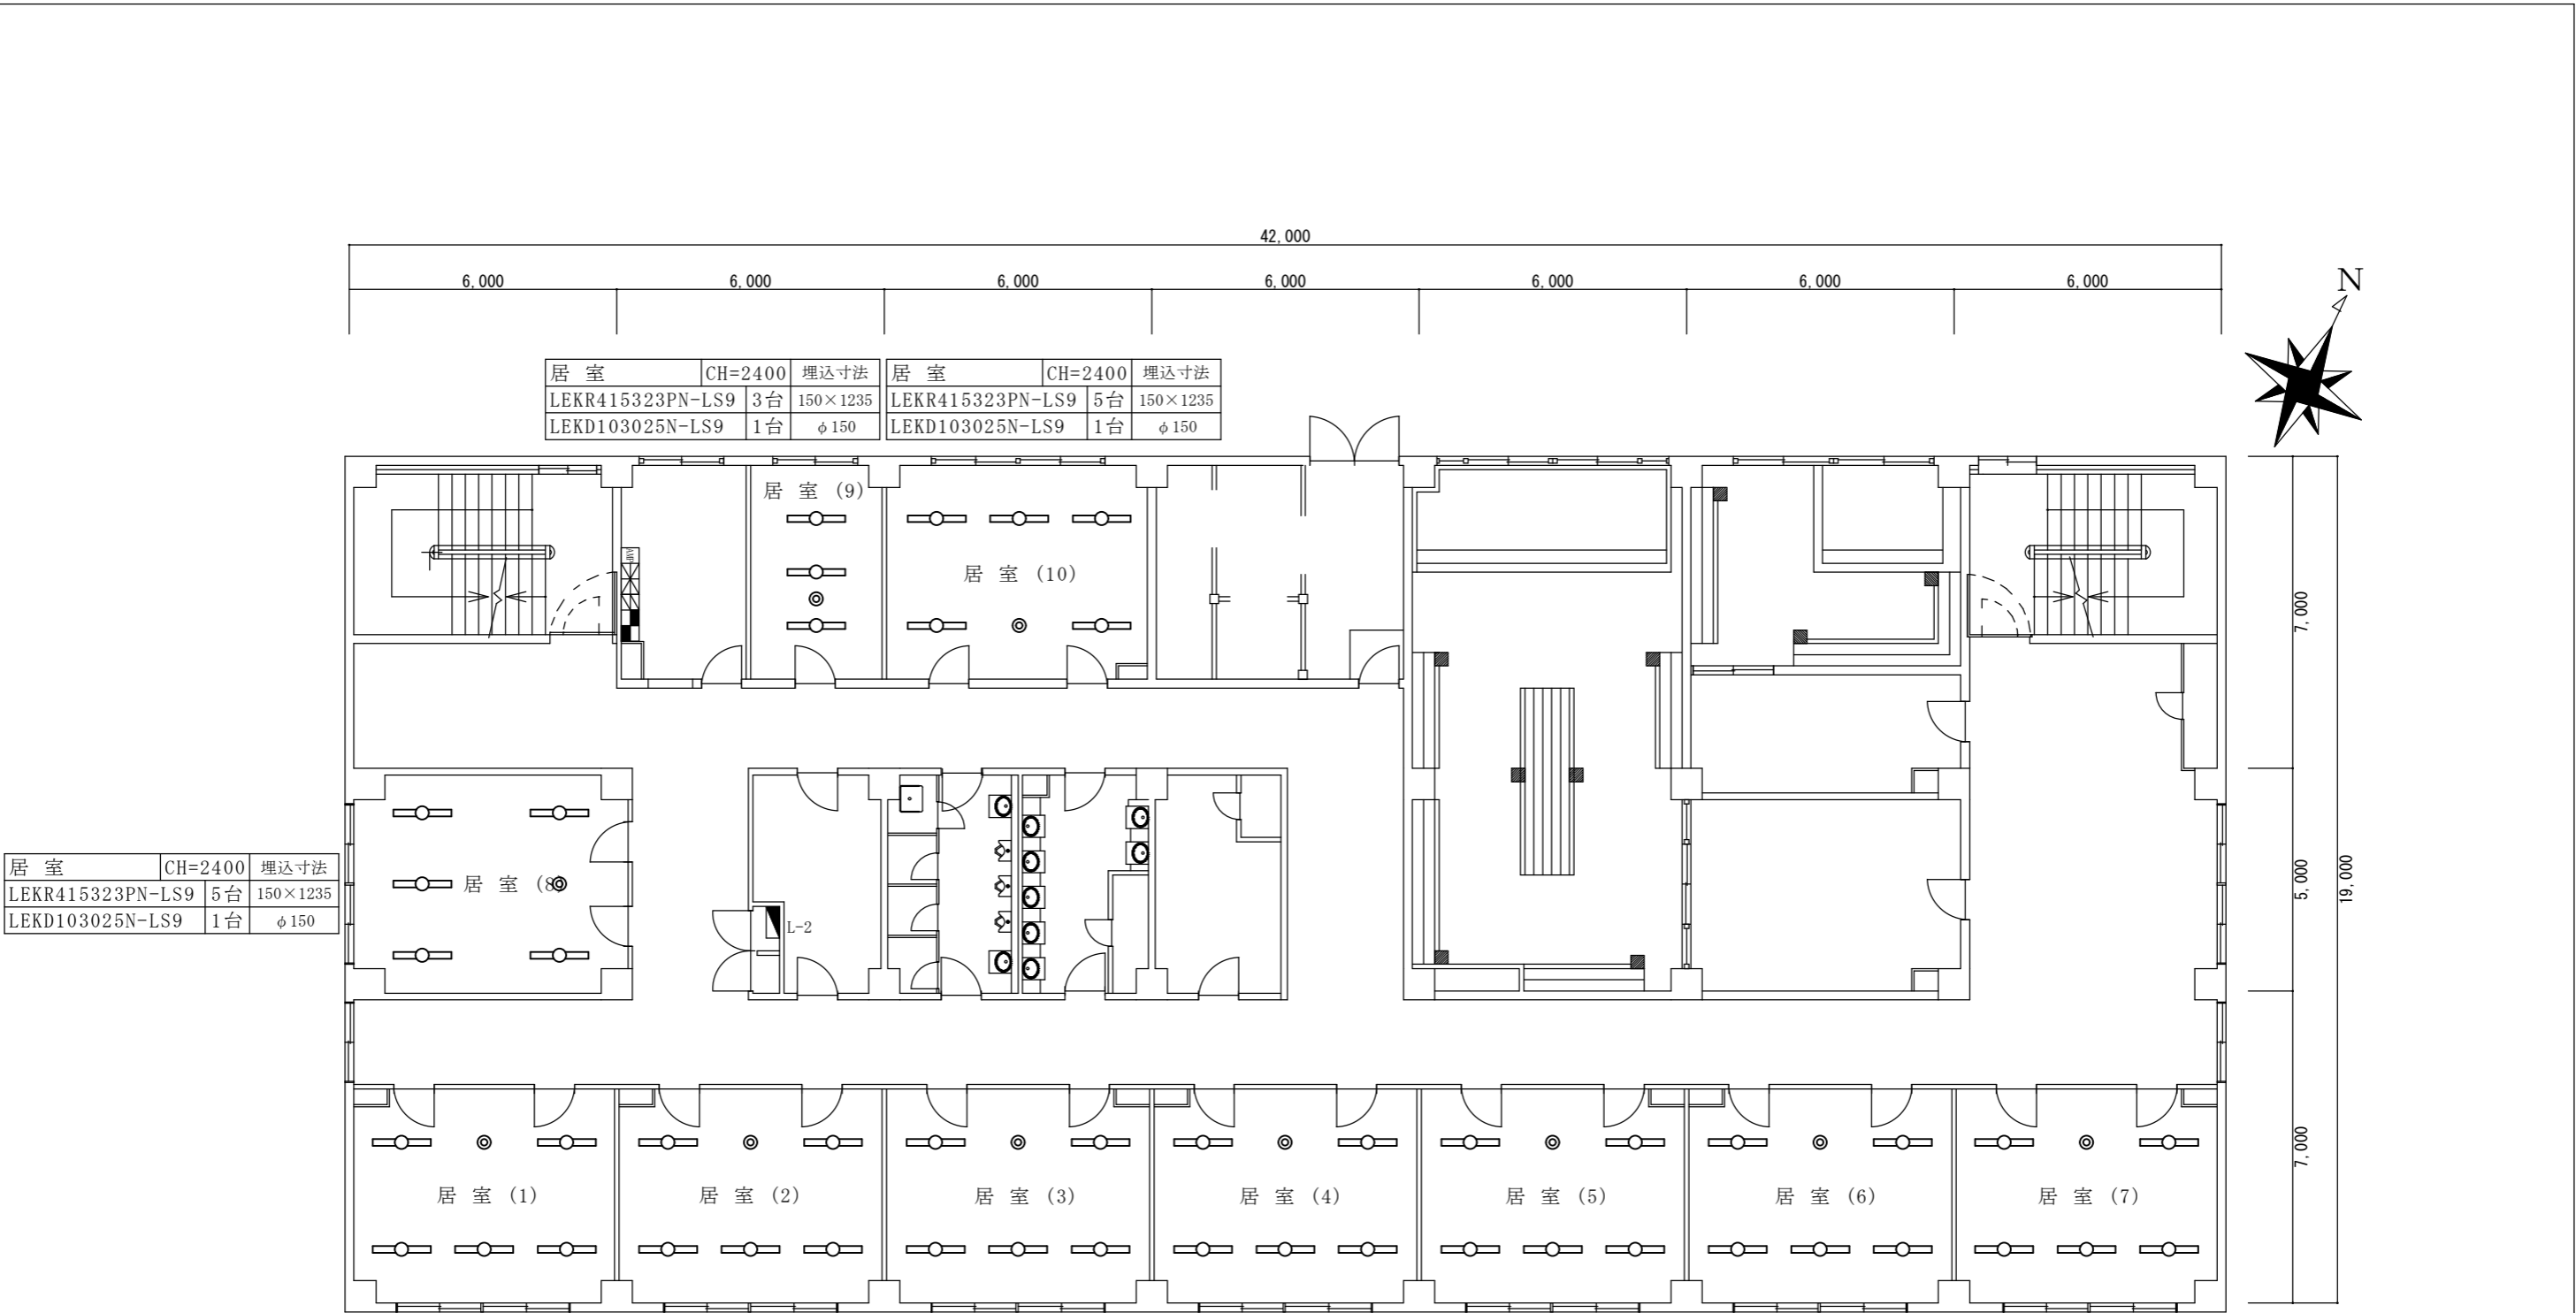 42,000
6,000 6,000 6,000 6,000 6,000 6,000 6,000
N
居 室 CH=2400 埋込寸法
LEKR415323PN-LS9 3台 150×1235
LEKD103025N-LS9 1台 φ150
居 室 CH=2400 埋込寸法
LEKR415323PN-LS9 5台 150×1235
LEKD103025N-LS9 1台 φ150
居 室 (9)
居 室 (10)
7,000
居 室 CH=2400 埋込寸法
LEKR415323PN-LS9 5台 150×1235
LEKD103025N-LS9 1台 φ150
居 室 (8)
L-2
5,000
19,000
7,000
居 室 (1)
居 室 (2)
居 室 (3)
居 室 (4)
居 室 (5)
居 室 (6)
居 室 (7)